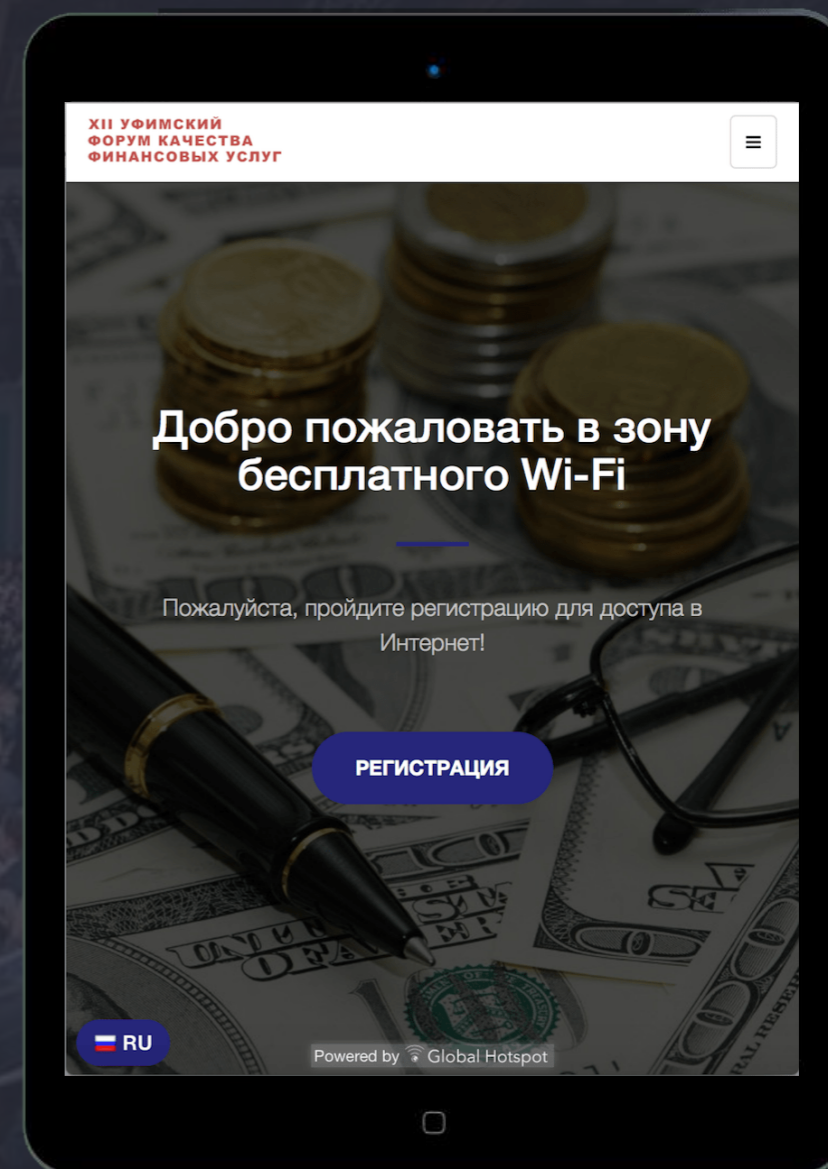 XII УФИМСКИЙ
ФОРУМ КАЧЕСТВА
ФИНАНСОВЫХ УСЛУГ
Добро пожаловать в зону
бесплатного Wi-Fi
Пожалуйста, пройдите регистрацию для доступа в
Интернет!
РЕГИСТРАЦИЯ
RU
Powered by Global Hotspot